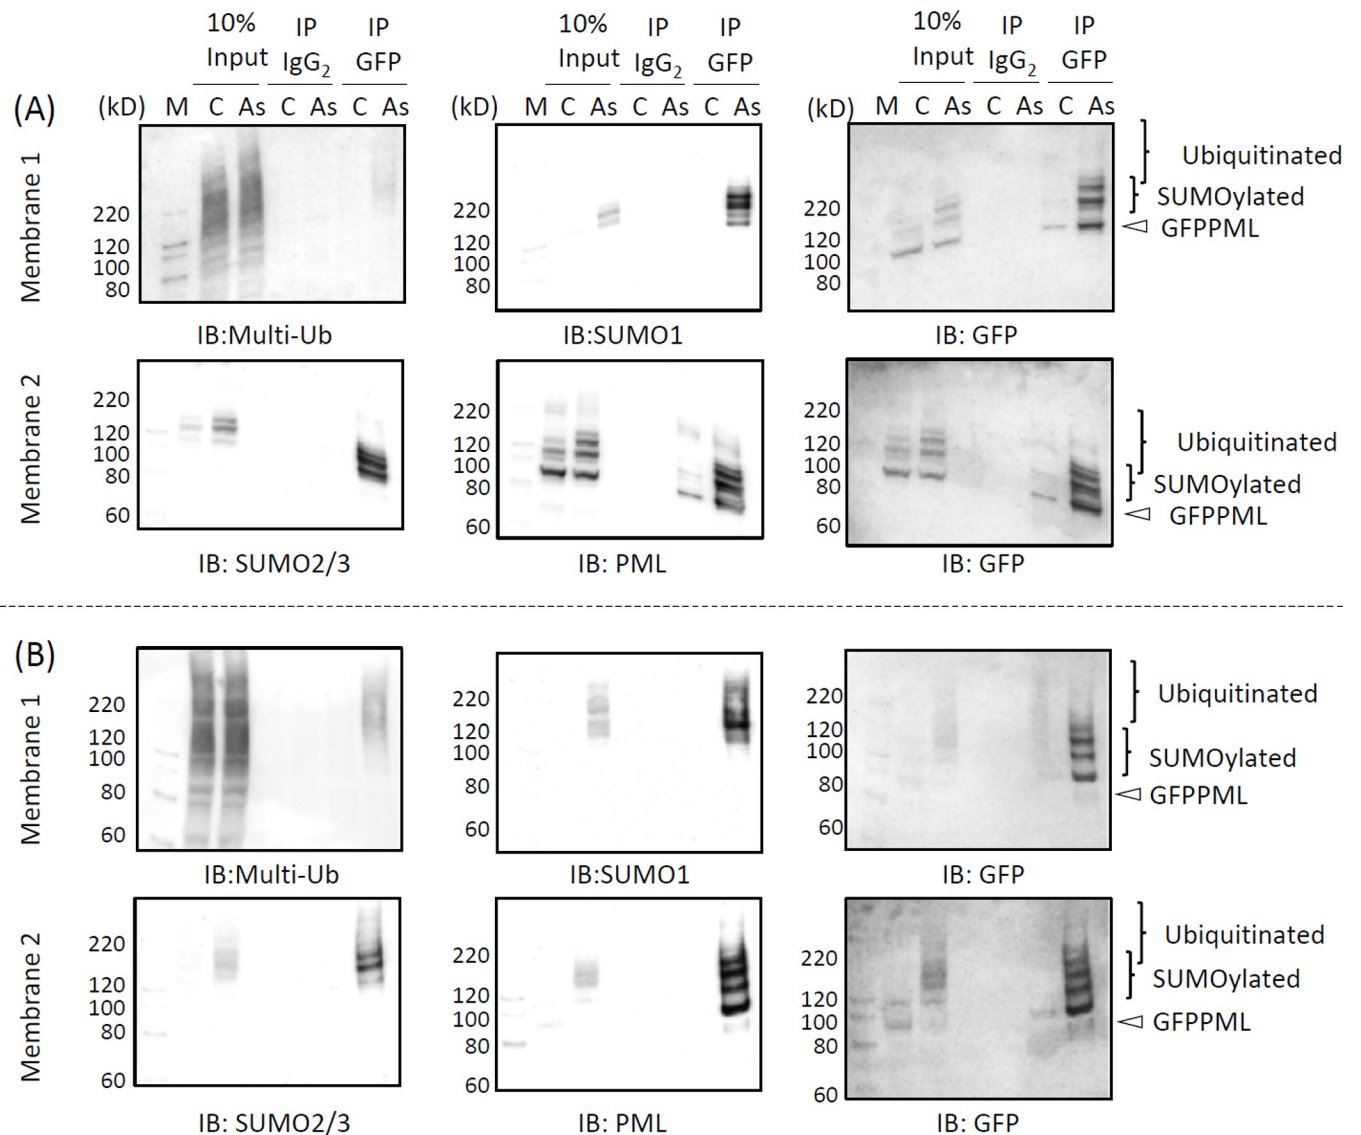 10% IP IP 10% IP IP 10% IP IP
Input IgG2 GFP Input IgG2 GFP Input IgG2 GFP
(A) (kD) M C As C As C As (kD) M C As C As C As (kD) M C As C As C As
Membrane 1
220
120
100
80
220
120
100
80
220
120
100
80
Ubiquitinated
SUMOylated
GFPPML
IB:Multi-Ub IB:SUMO1 IB: GFP
Membrane 2
220
120
100
80
60
220
120
100
80
60
220
120
100
80
60
Ubiquitinated
SUMOylated
GFPPML
IB: SUMO2/3 IB: PML IB: GFP
(B)
Membrane 1
220
120
100
80
60
220
120
100
80
60
220
120
100
80
60
Ubiquitinated
SUMOylated
GFPPML
IB:Multi-Ub IB:SUMO1 IB: GFP
Membrane 2
220
120
100
80
60
220
120
100
80
60
220
120
100
80
60
Ubiquitinated
SUMOylated
GFPPML
IB: SUMO2/3 IB: PML IB: GFP